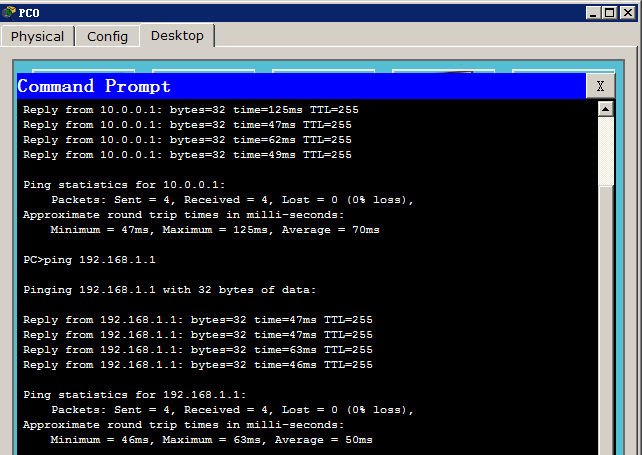 PC0
Physical Config Desktop
Command Prompt X
Reply from 10.0.0.1: bytes=32 time=125ms TTL=255
Reply from 10.0.0.1: bytes=32 time=47ms TTL=255
Reply from 10.0.0.1: bytes=32 time=62ms TTL=255
Reply from 10.0.0.1: bytes=32 time=49ms TTL=255
Ping statistics for 10.0.0.1:
Packets: Sent = 4, Received = 4, Lost = 0 (0% loss),
Approximate round trip times in milli-seconds:
Minimum = 47ms, Maximum = 125ms, Average = 70ms
PC>ping 192.168.1.1
Pinging 192.168.1.1 with 32 bytes of data:
Reply from 192.168.1.1: bytes=32 time=47ms TTL=255
Reply from 192.168.1.1: bytes=32 time=47ms TTL=255
Reply from 192.168.1.1: bytes=32 time=63ms TTL=255
Reply from 192.168.1.1: bytes=32 time=46ms TTL=255
Ping statistics for 192.168.1.1:
Packets: Sent = 4, Received = 4, Lost = 0 (0% loss),
Approximate round trip times in milli-seconds:
Minimum = 46ms, Maximum = 63ms, Average = 50ms